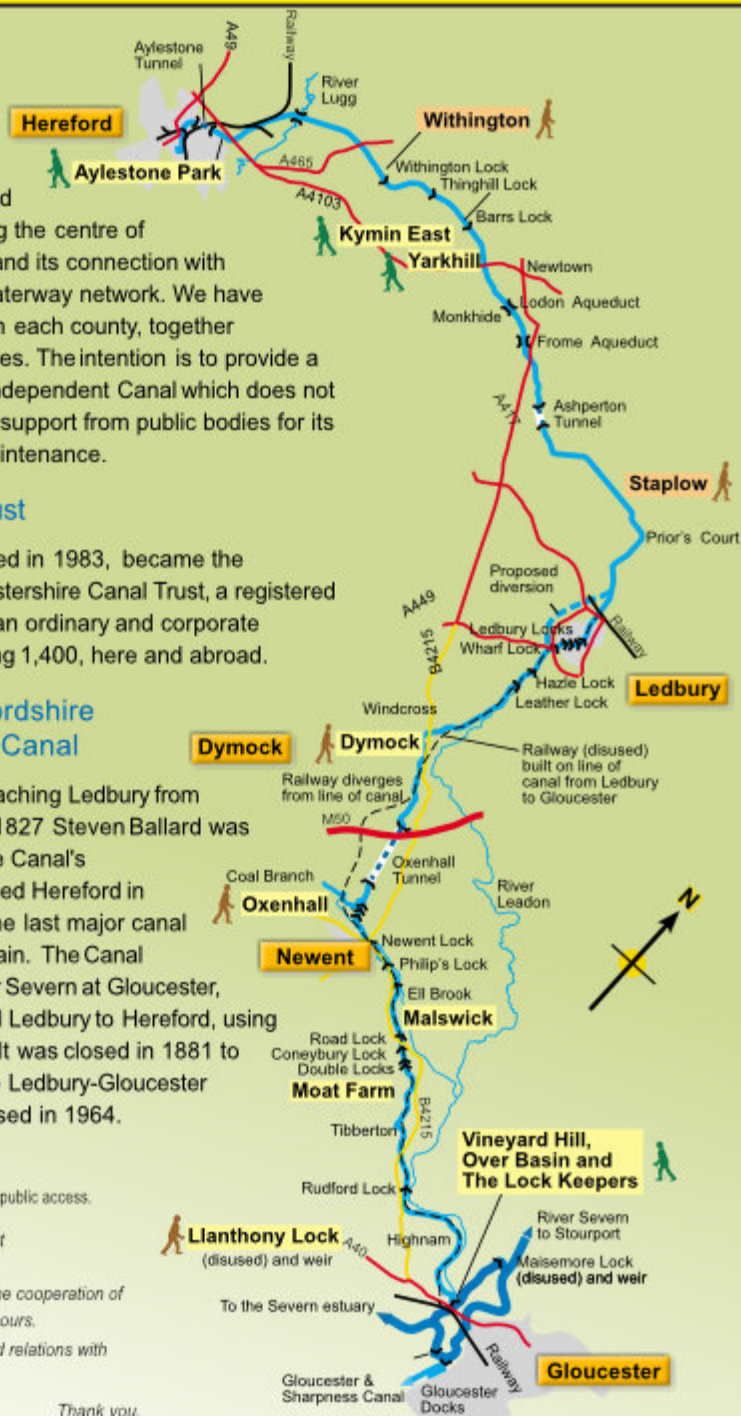 A49
Railway
Aylestone
Tunnel
River
Lugg
Hereford
Withington
Aylestone Park
A465
Withington Lock
Thinghill Lock
A4103
Barrs Lock
Kymin East
Yarkhill
Newtown
Lodon Aqueduct
Monkhide
Frome Aqueduct
A417
Ashperton
Tunnel
Staplow
Prior's Court
Proposed
diversion
A449
Ledbury Locks
Wharf Lock
Railway
B4215
Hazle Lock
Leather Lock
Ledbury
Windcross
Dymock
Dymock
Railway (disused)
built on line of
canal from Ledbury
to Gloucester
Railway diverges
from line of canal
M50
Oxenhall
Tunnel
Coal Branch
Oxenhall
River
Leadon
N
Newent
Newent Lock
Philip's Lock
Ell Brook
Malswick
Road Lock
Coneybury Lock
Double Locks
Moat Farm
B4215
Tibberton
Vineyard Hill,
Over Basin and
The Lock Keepers
Rudford Lock
River Severn
to Stourport
Llanthony Lock
(disused) and weir
A40
Highnam
Maisemore Lock
(disused) and weir
To the Severn estuary
Railway
Gloucester
Gloucester &
Sharpness Canal
Gloucester
Docks
d
g the centre of
and its connection with
aterway network. We have
n each county, together
es. The intention is to provide a
ndependent Canal which does not
support from public bodies for its
intenance.
ust
ed in 1983, became the
stershire Canal Trust, a registered
an ordinary and corporate
ng 1,400, here and abroad.
ordshire
Canal
aching Ledbury from
1827 Steven Ballard was
e Canal's
ed Hereford in
he last major canal
ain. The Canal
r Severn at Gloucester,
d Ledbury to Hereford, using
It was closed in 1881 to
e Ledbury-Gloucester
sed in 1964.
public access.
t
he cooperation of
ours.
d relations with
Thank you.